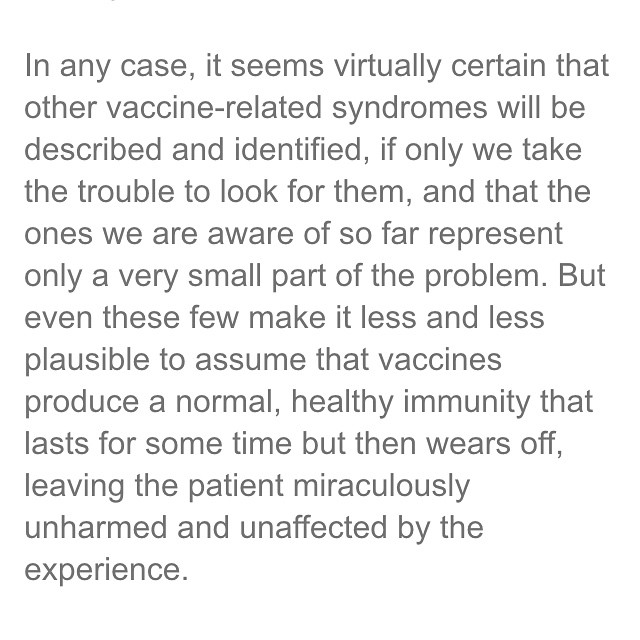 In any case, it seems virtually certain that
other vaccine-related syndromes will be
described and identified, if only we take
the trouble to look for them, and that the
ones we are aware of so far represent
only a very small part of the problem. But
even these few make it less and less
plausible to assume that vaccines
produce a normal, healthy immunity that
lasts for some time but then wears off,
leaving the patient miraculously
unharmed and unaffected by the
experience.